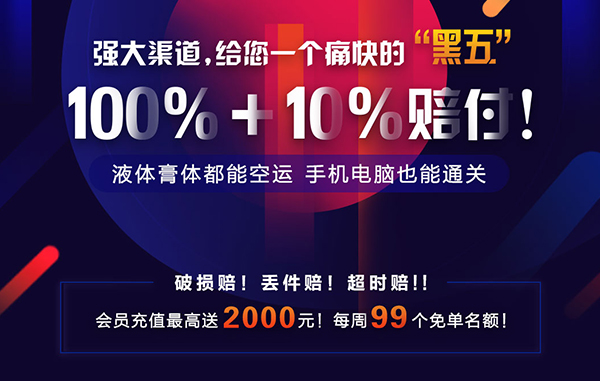 强大渠道,给您一个痛快的“黑五”
100% + 10%赔付!
液体膏体都能空运 手机电脑也能通关
破损赔!丢件赔!超时赔!!
会员充值最高送2000元!每周99个免单名额!